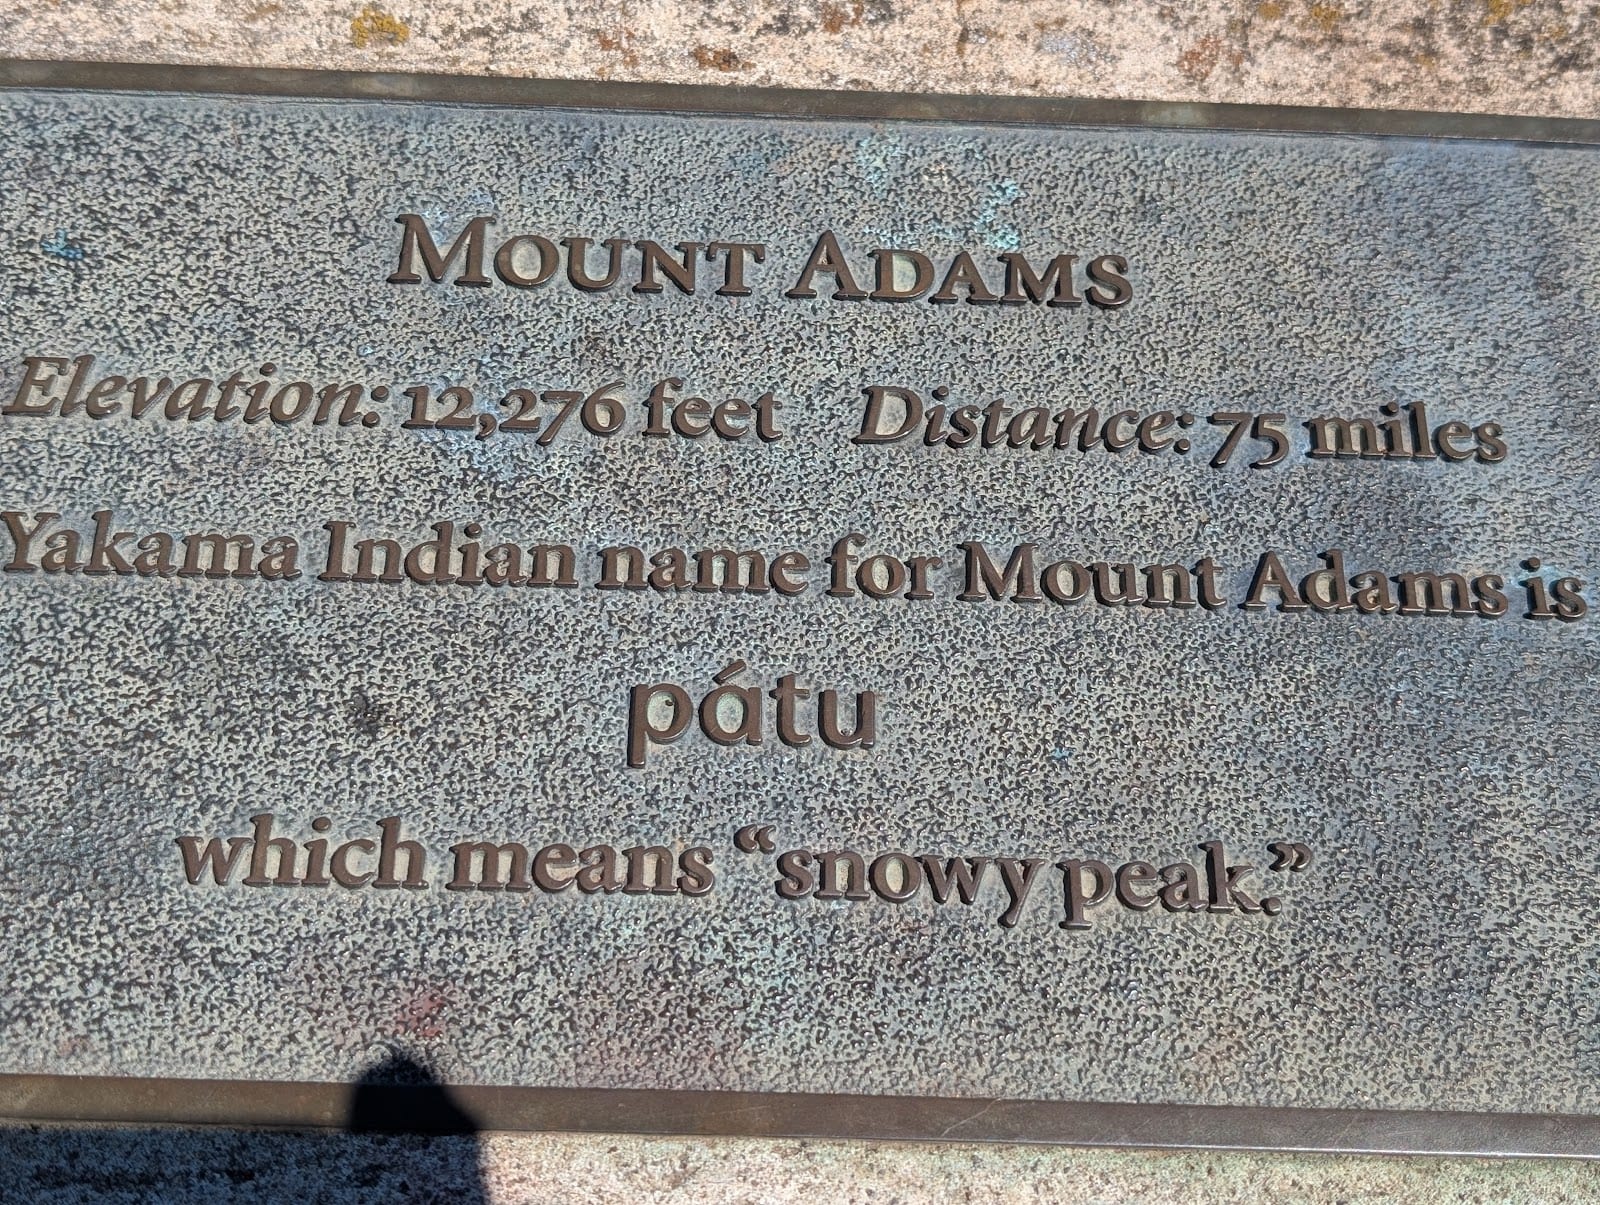 Mount Adams
Elevation: 12,276 feet Distance: 75 miles
Yakama Indian name for Mount Adams is
pátu
which means “snowy peak.”